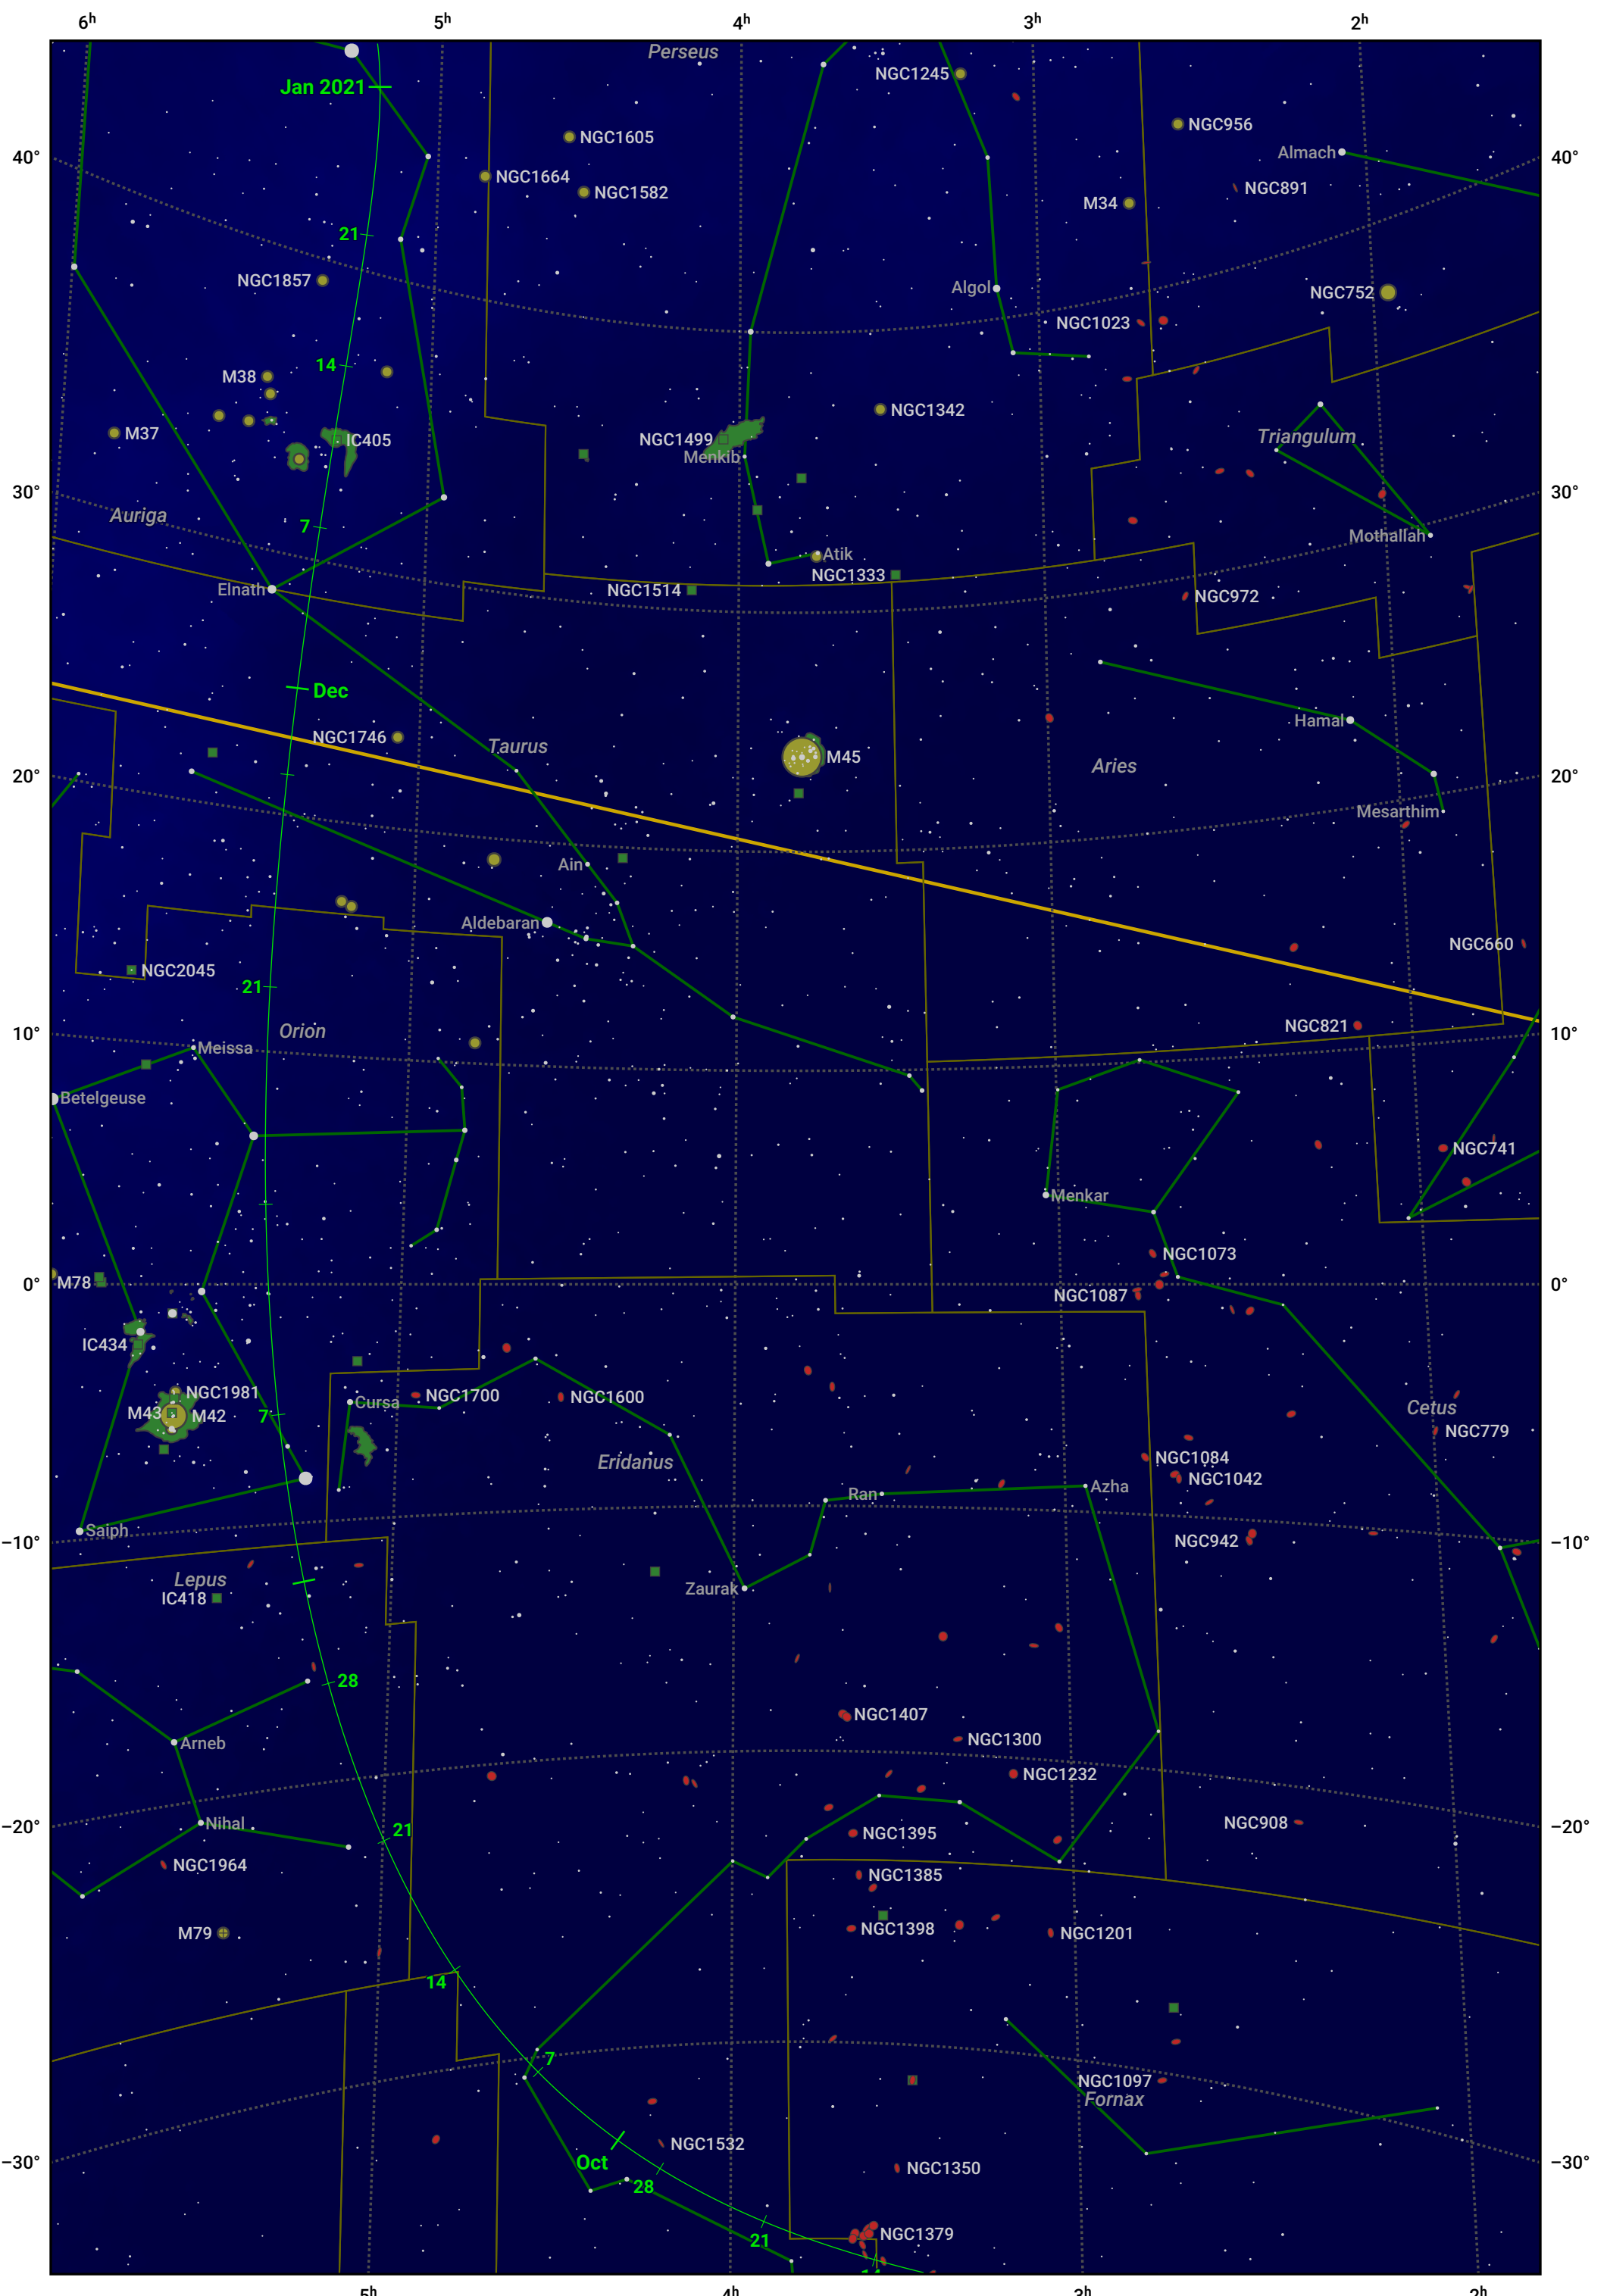 6h 5h 4h 3h 2h
Perseus
Jan 2021
NGC1245
NGC956
NGC1605
Almach
40° 40°
NGC1664
NGC1582
NGC891
M34
21
NGC1857
Algol
NGC752
NGC1023
14
M38
NGC1342
M37
IC405
NGC1499
Triangulum
Menkib
30° 30°
Auriga
7
Mothallah
Atik
NGC1333
Elnath
NGC1514
NGC972
Dec
Hamal
NGC1746
Taurus
M45
Aries
20° 20°
Mesarthim
Ain
Aldebaran
NGC660
NGC2045
21
NGC821
Orion
10° 10°
Meissa
Betelgeuse
NGC741
Menkar
NGC1073
M78
0° 0°
NGC1087
IC434
NGC1981
NGC1700
NGC1600
Cursa
Cetus
M43
M42
7
NGC779
NGC1084
Eridanus
NGC1042
Azha
Ran
Saiph
−10° −10°
NGC942
Lepus
Zaurak
IC418
28
NGC1407
Arneb
NGC1300
NGC1232
Nihal
NGC908
−20° −20°
21
NGC1395
NGC1964
NGC1385
M79
NGC1398
NGC1201
14
7
NGC1097
Fornax
NGC1532
Oct
−30° −30°
NGC1350
28
NGC1379
21
5h 4h 3h 2h